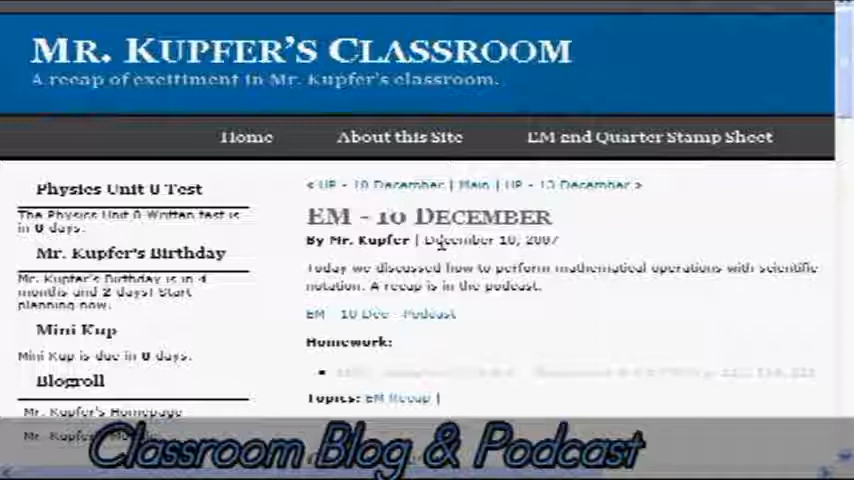 Mr. Kupfer's Classroom
A recap of excitiment in Mr. Kupfer's classroom.
Home About this Site EM end Quarter Stamp Sheet
Physics Unit 0 Test
The Physics Unit 0 Written test is
in 0 days.
Mr. Kupfer's Birthday
Mr. Kupfer's Birthday is in 4
months and 2 days! Start
planning now.
Mini Kup
Mini Kup is due in 0 days.
Blogroll
Mr. Kupfer's Homepage
Mr. Kupfer's
« UP - 10 December | Main | UP - 13 December »
EM - 10 December
By Mr. Kupfer | December 10, 2007
Today we discussed how to perform mathematical operations with scientific
notation. A recap is in the podcast.
EM - 10 Dec - Podcast
Homework:
Topics: EM Recap |
Classroom Blog & Podcast